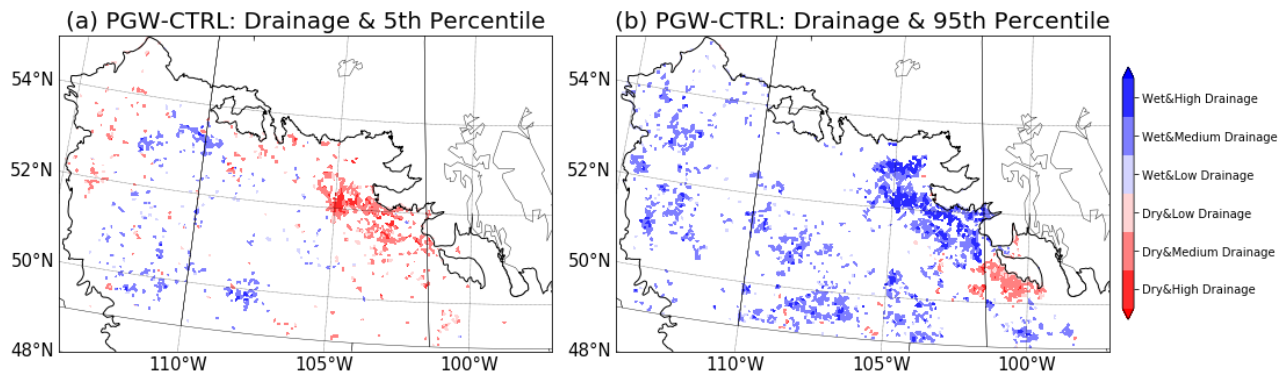 (a) PGW-CTRL: Drainage & 5th Percentile
(b) PGW-CTRL: Drainage & 95th Percentile
54°N
52°N
50°N
48°N
110°W
105°W
100°W
54°N
52°N
50°N
48°N
110°W
105°W
100°W
Wet&High Drainage
Wet&Medium Drainage
Wet&Low Drainage
Dry&Low Drainage
Dry&Medium Drainage
Dry&High Drainage